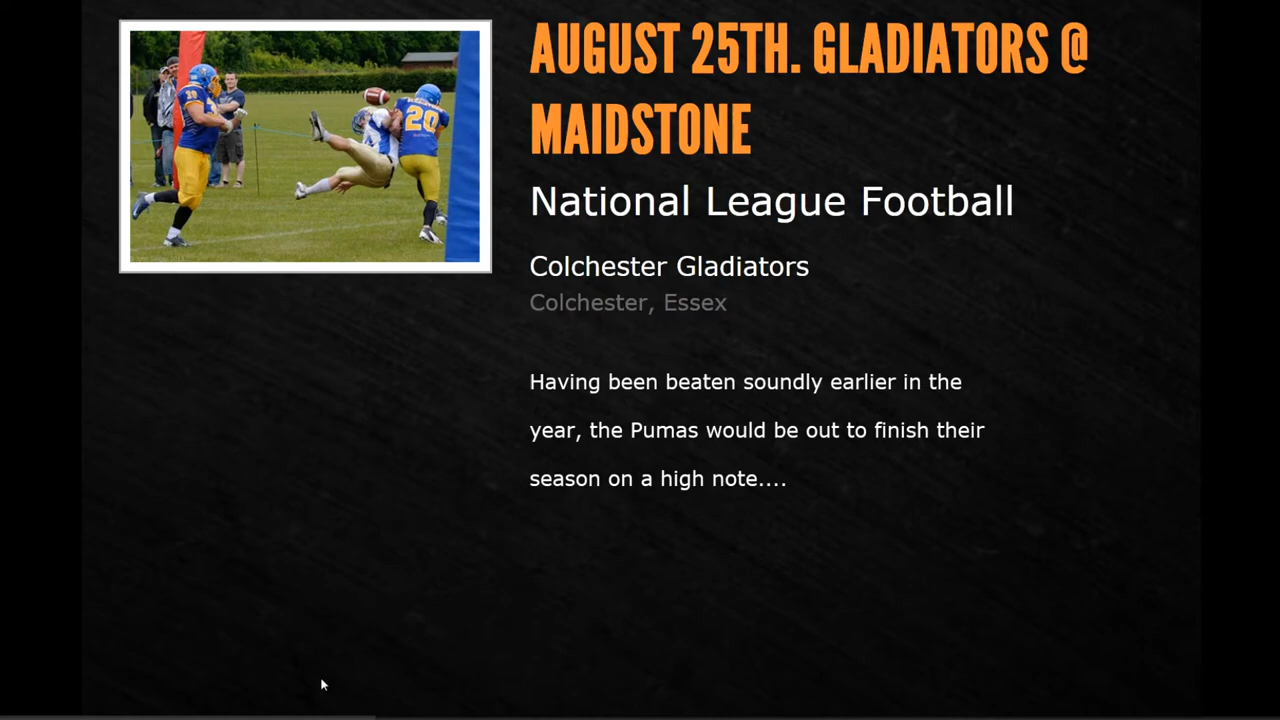 AUGUST 25TH. GLADIATORS @
MAIDSTONE
National League Football
Colchester Gladiators
Colchester, Essex
Having been beaten soundly earlier in the
year, the Pumas would be out to finish their
season on a high note....
20